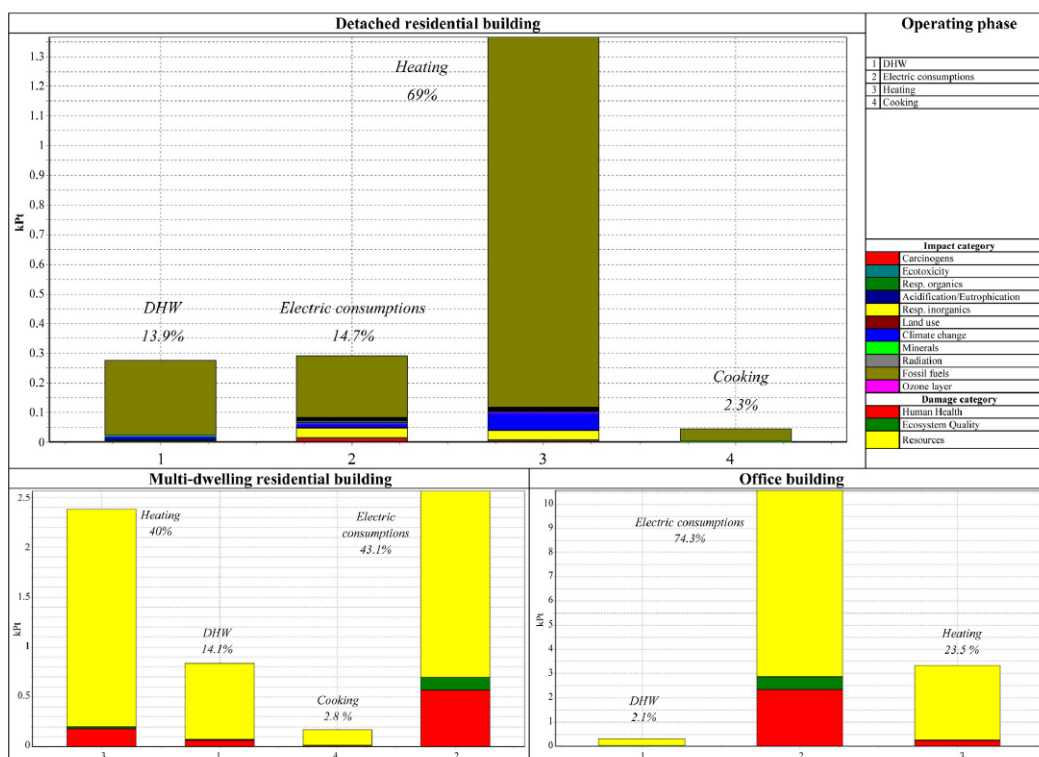 Detached residential building
Operating phase
1 DHW
2 Electric consumptions
3 Heating
4 Cooking
kPt
1.3
1.2
1.1
1
0.9
0.8
0.7
0.6
0.5
0.4
0.3
0.2
0.1
0
Heating
69%
DHW
13.9%
Electric consumptions
14.7%
Cooking
2.3%
1 2 3 4
Impact category
Carcinogens
Ecotoxicity
Resp. organics
Acidification/Eutrophication
Resp. inorganics
Land use
Climate change
Minerals
Radiation
Fossil fuels
Ozone layer
Damage category
Human Health
Ecosystem Quality
Resources
Multi-dwelling residential building
kPt
2.5
2
1.5
1
0.5
0
Heating
40%
DHW
14.1%
Cooking
2.8 %
Electric
consumptions
43.1%
3 1 4 2
Office building
kPt
10
9
8
7
6
5
4
3
2
1
0
Electric consumptions
74.3%
DHW
2.1%
Heating
23.5 %
1 2 3